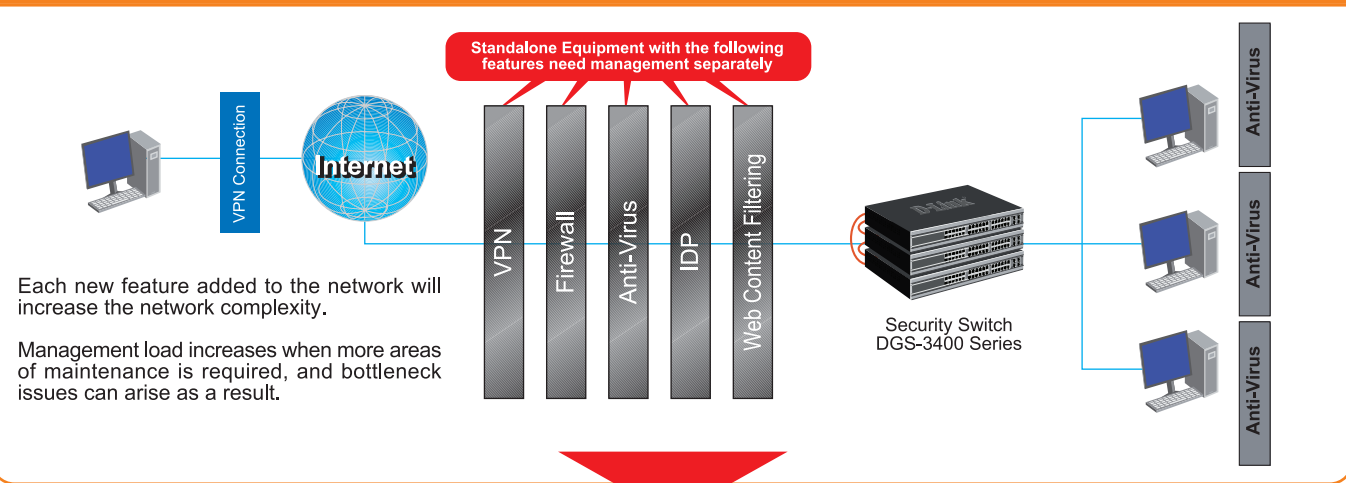 Standalone Equipment with the following
features need management separately
VPN Connection
Internet
VPN
Firewall
Anti-Virus
IDP
Web Content Filtering
D-Link
Security Switch
DGS-3400 Series
Anti-Virus
Anti-Virus
Anti-Virus
Each new feature added to the network will
increase the network complexity.
Management load increases when more areas
of maintenance is required, and bottleneck
issues can arise as a result.